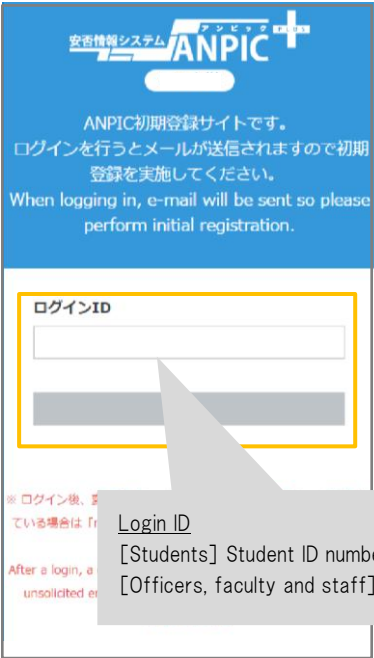 安否情報システム
アンピック PLUS
ANPIC
ANPIC初期登録サイトです。
ログインを行うとメールが送信されますので初期
登録を実施してください。
When logging in, e-mail will be sent so please
perform initial registration.
ログインID
※ ログイン後、
ている場合は「
After a login, a
unsolicited
Login ID
[Students] Student ID numbe
[Officers, faculty and staff]